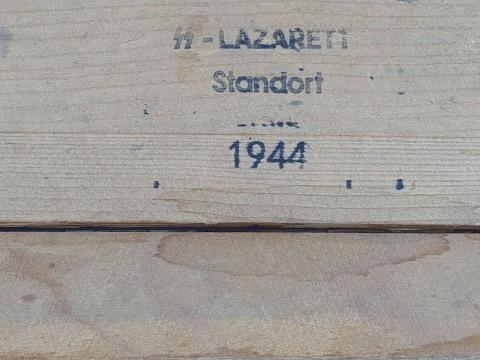 ᛋᛋ - LAZARETT
Standort
1944